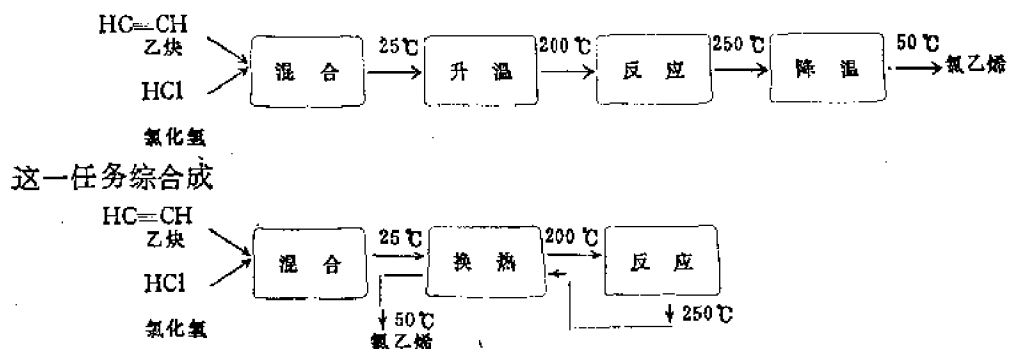 HC≡CH
乙炔
HCl
氯化氢
混 合
25℃
升 温
200℃
反 应
250℃
降 温
50℃
氯乙烯
这一任务综合成
HC≡CH
乙炔
HCl
氯化氢
混 合
25℃
换 热
200℃
反 应
250℃
50℃
氯乙烯